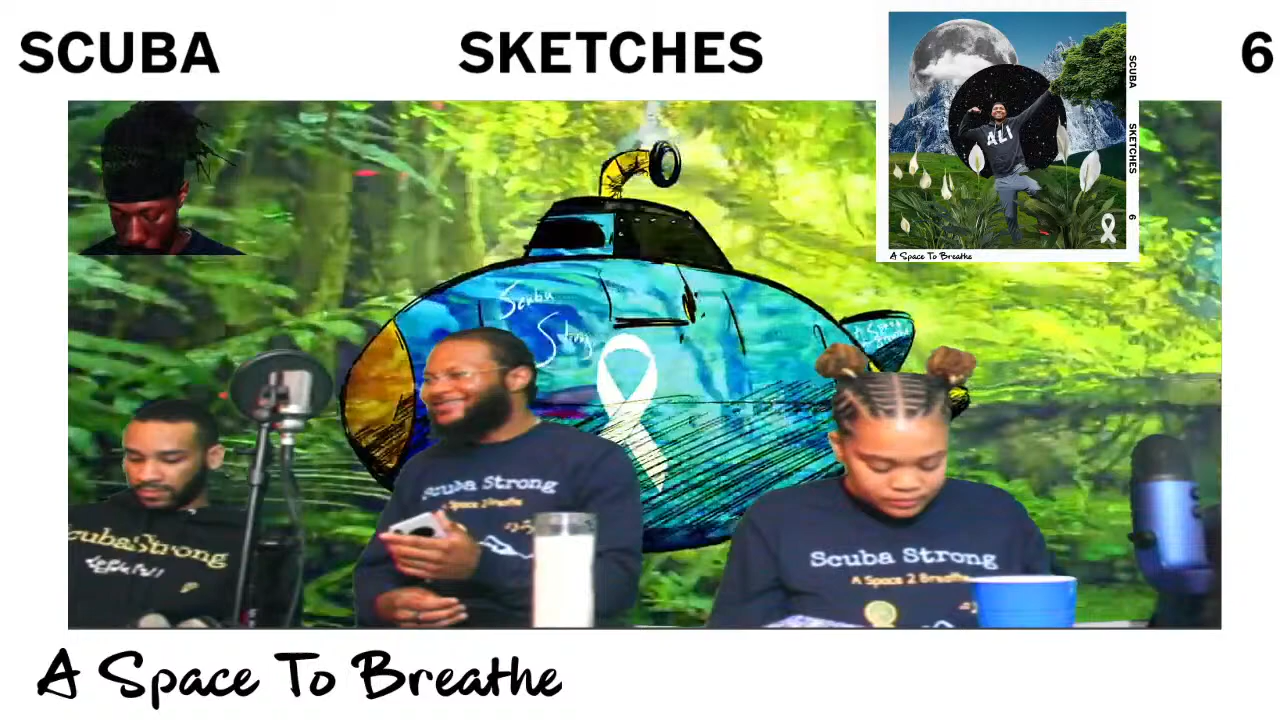 SCUBA SKETCHES 6
ALI
SCUBA SKETCHES 6
A Space To Breathe
Scuba
Strong
Scuba Strong
A Space 2 Breathe
Scuba Strong
Scuba Strong
A Space 2 Breathe
A Space To Breathe